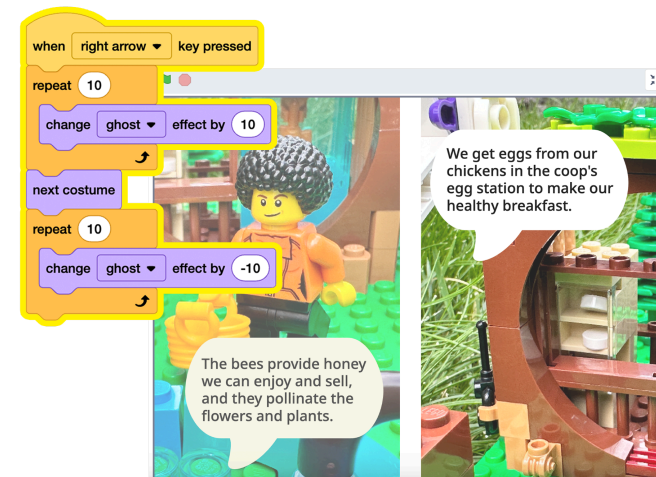 when right arrow key pressed
repeat 10
change ghost effect by 10
next costume
repeat 10
change ghost effect by -10
The bees provide honey
we can enjoy and sell,
and they pollinate the
flowers and plants.
We get eggs from our
chickens in the coop's
egg station to make our
healthy breakfast.